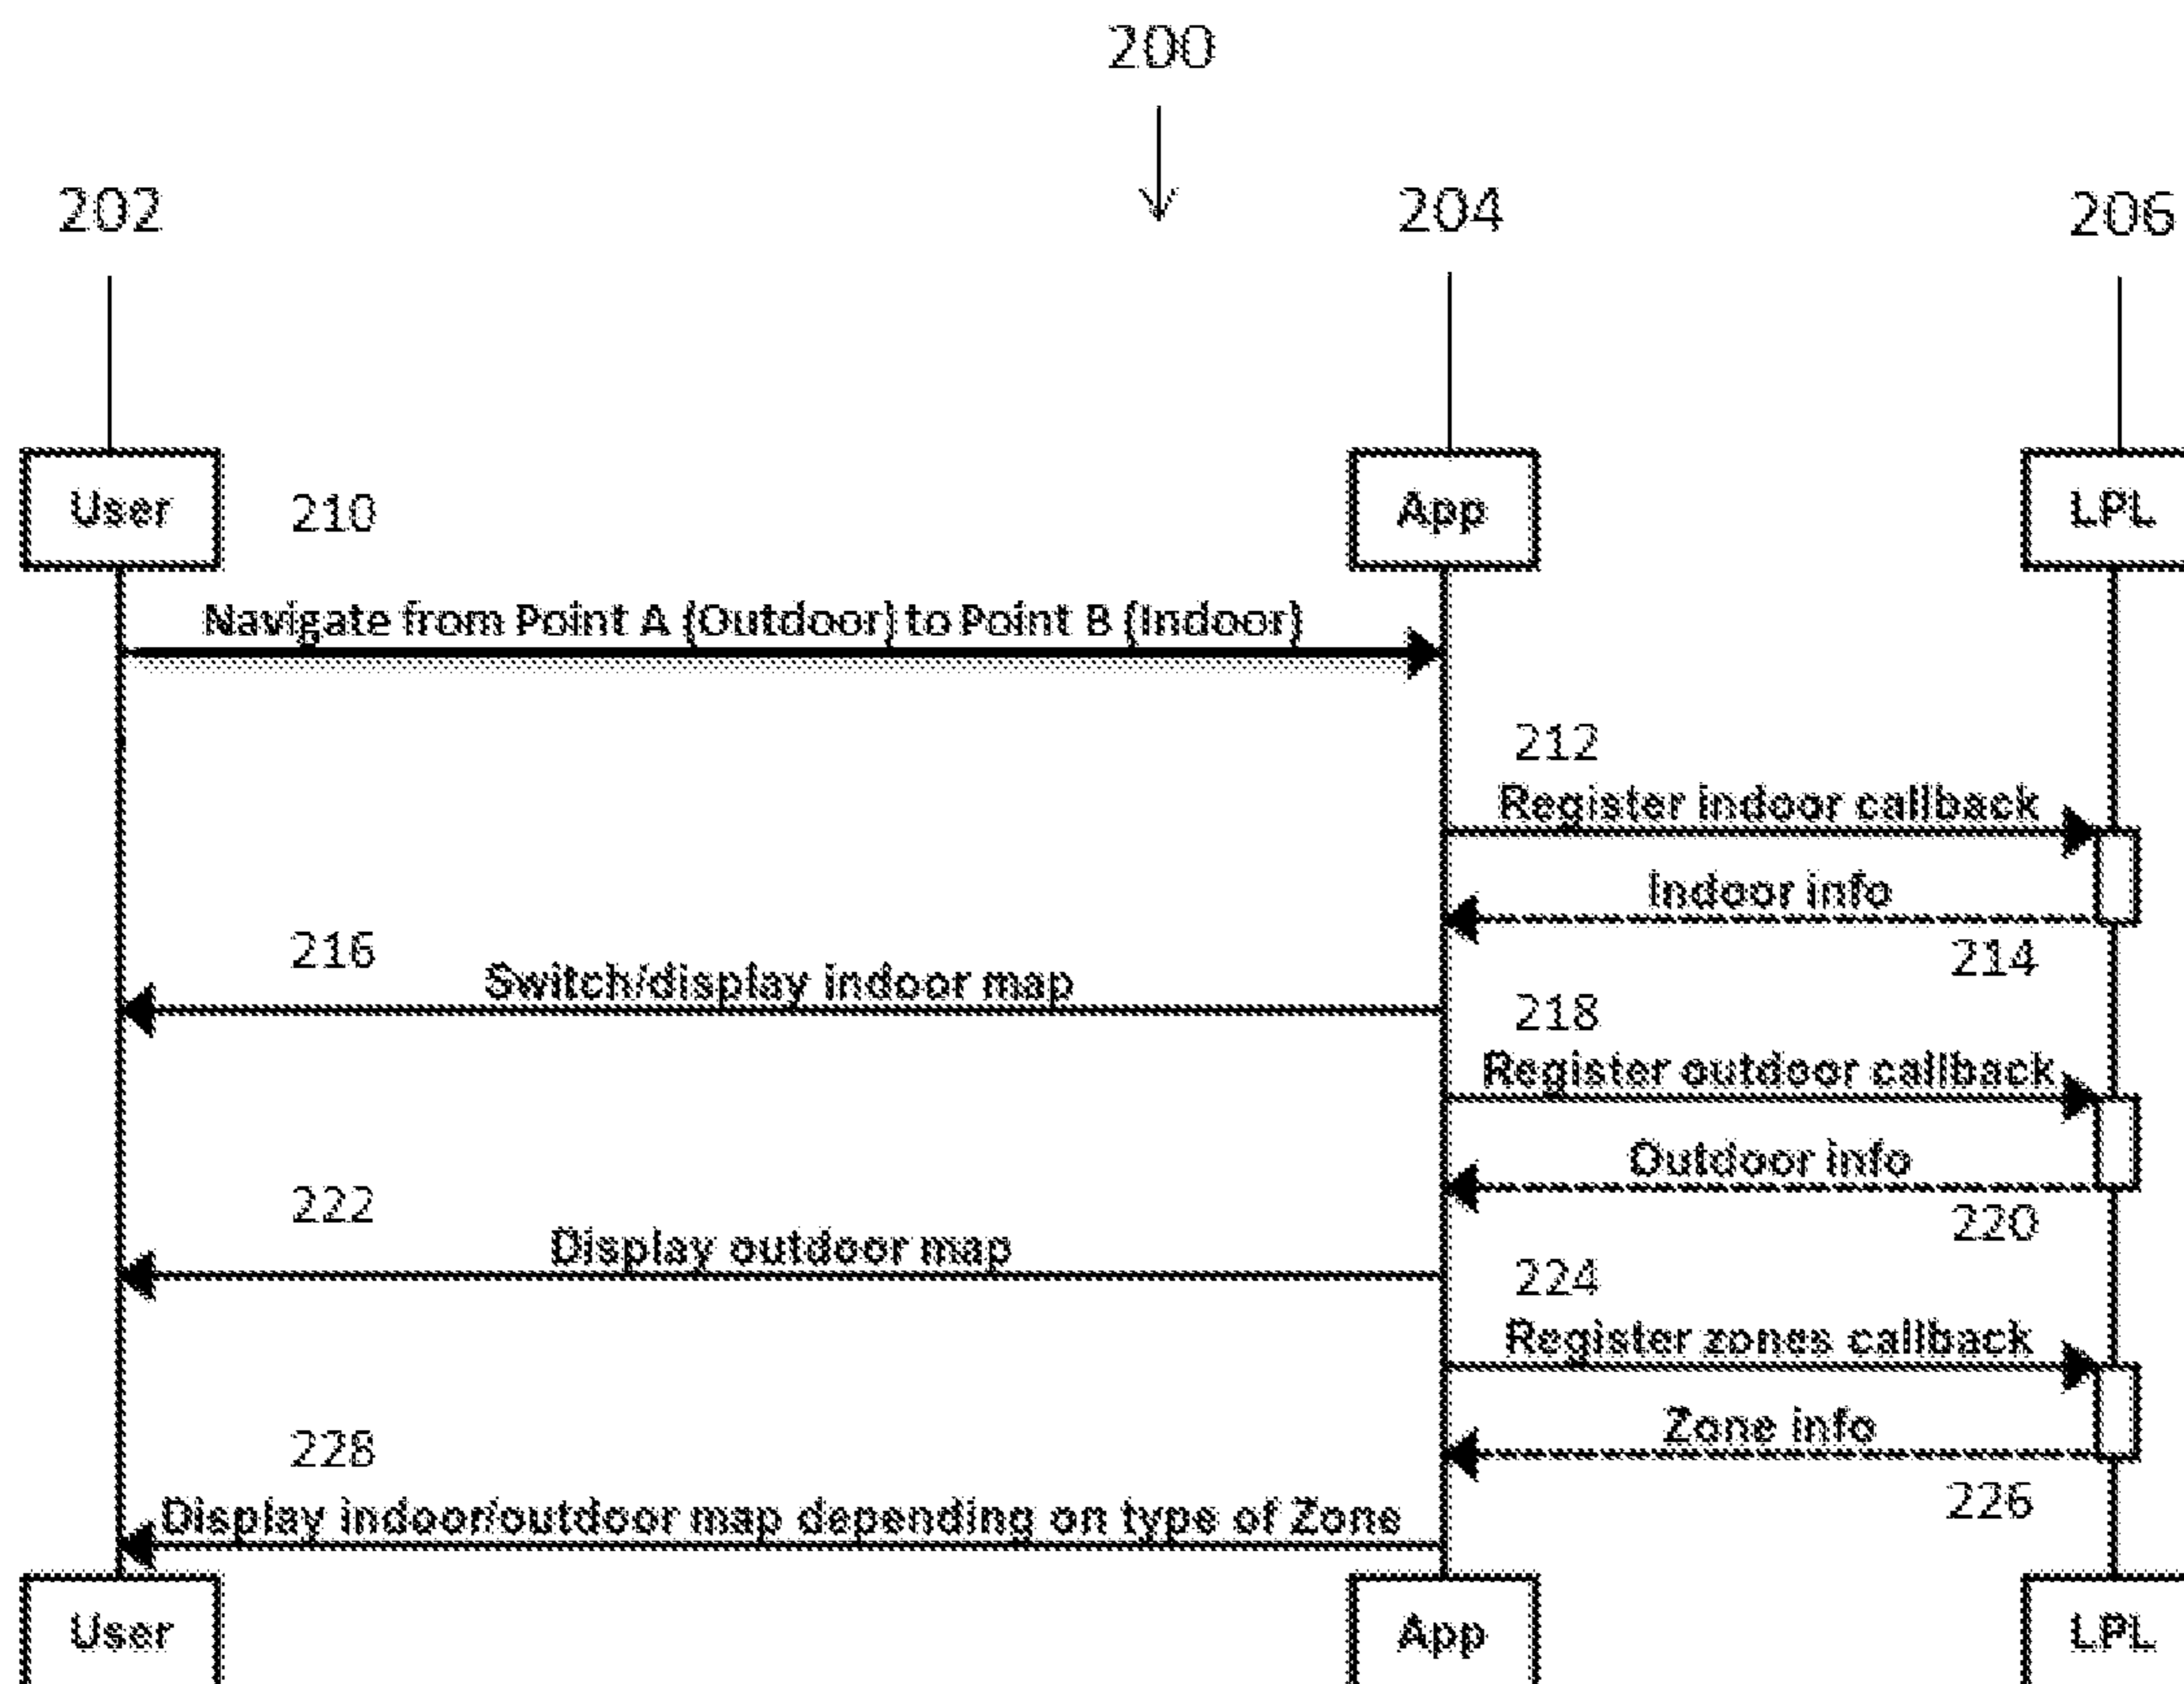 200
202
204
206
User
210
App
LPL
Navigate from Point A (Outdoor) to Point B (Indoor)
212
Register indoor callback
Indoor info
216
214
Switch/display indoor map
218
Register outdoor callback
Outdoor info
222
220
Display outdoor map
224
Register zones callback
Zone info
228
226
Display indoor/outdoor map depending on type of Zone
User
App
LPL